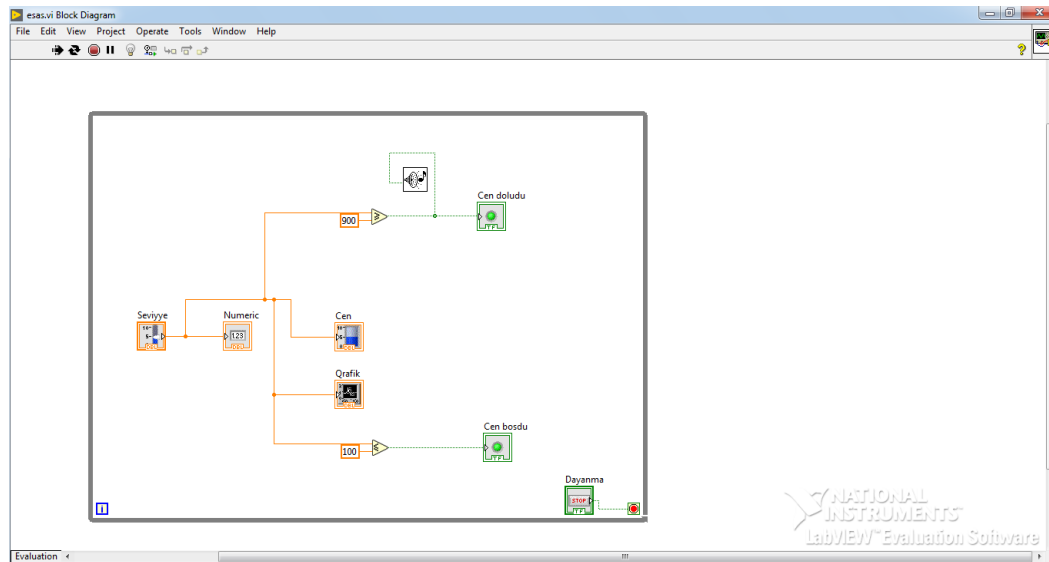 esas.vi Block Diagram
File Edit View Project Operate Tools Window Help
Cen doludu
900
Seviyye
Numeric
Cen
123
Qrafik
Cen bosdu
100
Dayanma
STOP
TF
i
NATIONAL
INSTRUMENTS
LabVIEW™ Evaluation Software
Evaluation